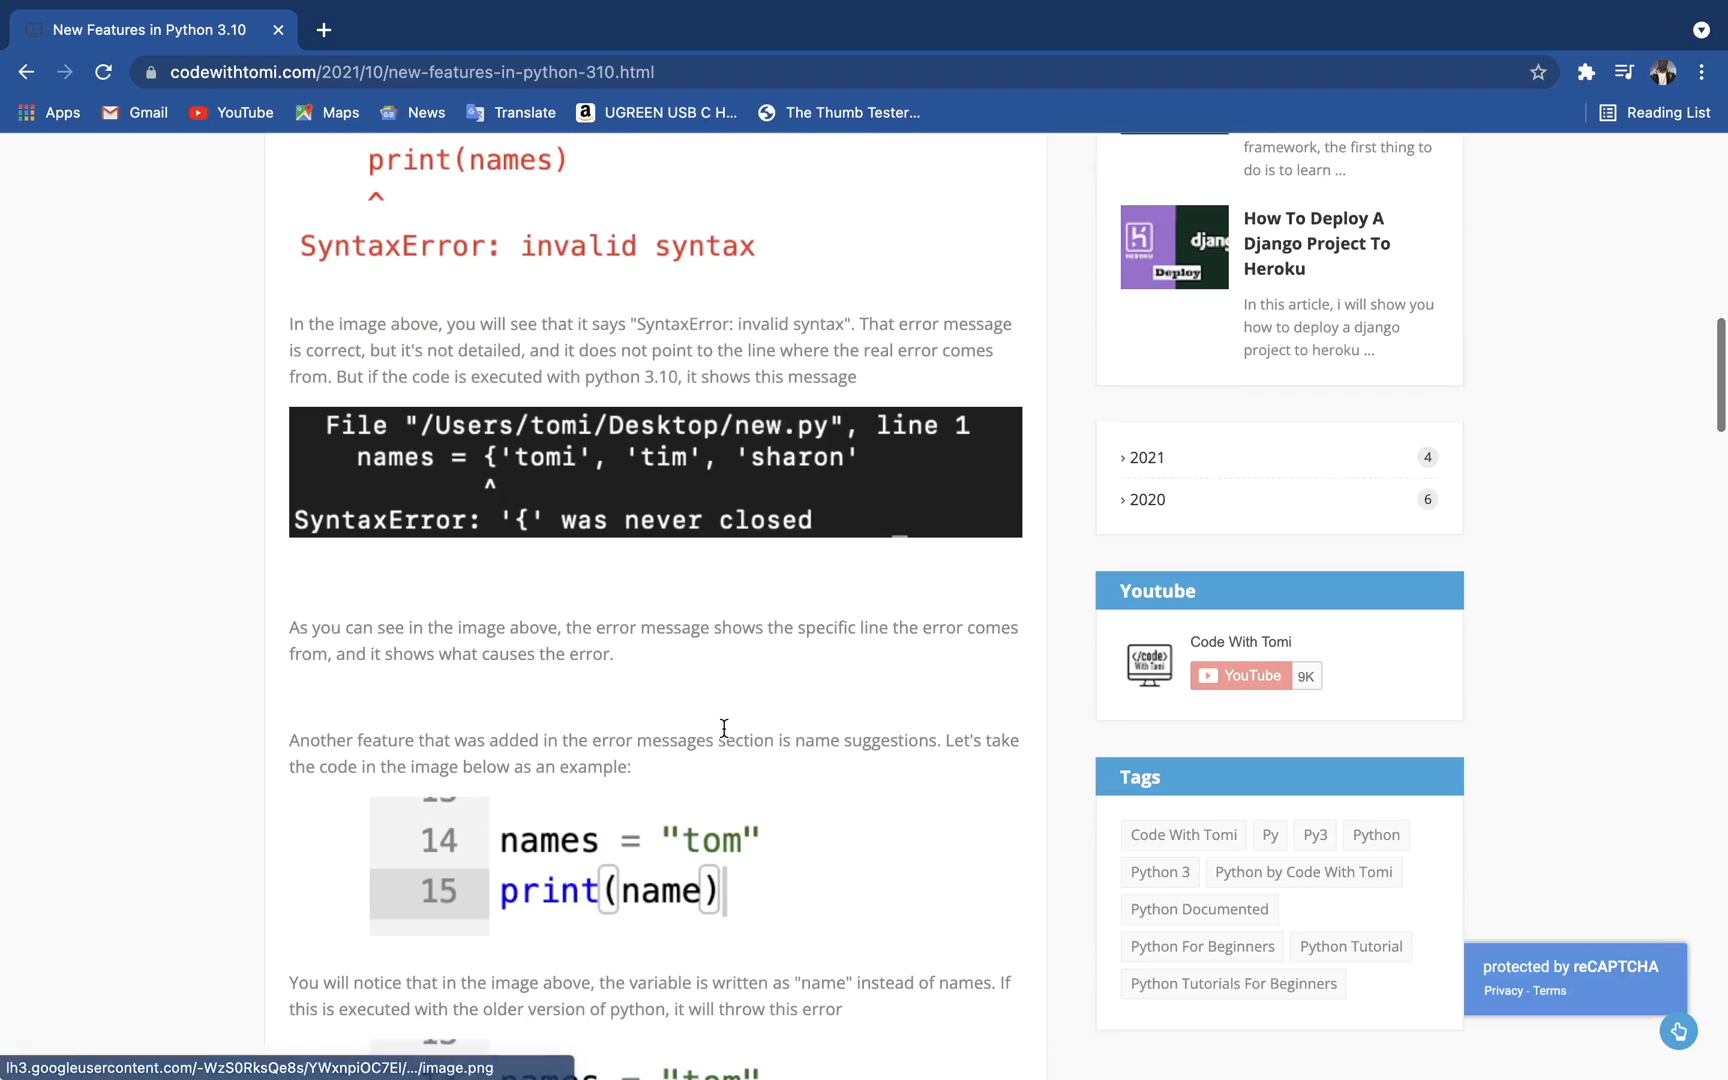 New Features in Python 3.10
codewithtomi.com/2021/10/new-features-in-python-310.html
Apps
Gmail
YouTube
Maps
News
Translate
UGREEN USB C H...
The Thumb Tester...
Reading List
print(names)
^
SyntaxError: invalid syntax
In the image above, you will see that it says "SyntaxError: invalid syntax". That error message
is correct, but it's not detailed, and it does not point to the line where the real error comes
from. But if the code is executed with python 3.10, it shows this message
File "/Users/tomi/Desktop/new.py", line 1
names = {'tomi', 'tim', 'sharon'
^
SyntaxError: '{' was never closed
As you can see in the image above, the error message shows the specific line the error comes
from, and it shows what causes the error.
Another feature that was added in the error messages section is name suggestions. Let's take
the code in the image below as an example:
14 names = "tom"
15 print(name)
You will notice that in the image above, the variable is written as "name" instead of names. If
this is executed with the older version of python, it will throw this error
framework, the first thing to
do is to learn ...
django
Deploy
HEROKU
How To Deploy A
Django Project To
Heroku
In this article, i will show you
how to deploy a django
project to heroku ...
› 2021 4
› 2020 6
Youtube
</code>
With Tomi
Code With Tomi
YouTube 9K
Tags
Code With Tomi
Py
Py3
Python
Python 3
Python by Code With Tomi
Python Documented
Python For Beginners
Python Tutorial
Python Tutorials For Beginners
protected by reCAPTCHA
Privacy - Terms
lh3.googleusercontent.com/-WzS0RksQe8s/YWxnpiOC7EI/.../image.png